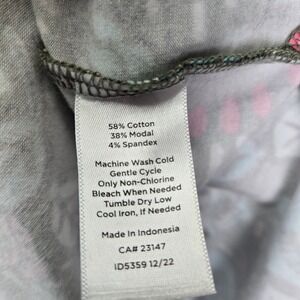 58% Cotton
38% Modal
4% Spandex
Machine Wash Cold
Gentle Cycle
Only Non-Chlorine
Bleach When Needed
Tumble Dry Low
Cool Iron, If Needed
Made In Indonesia
CA# 23147
ID5359 12/22